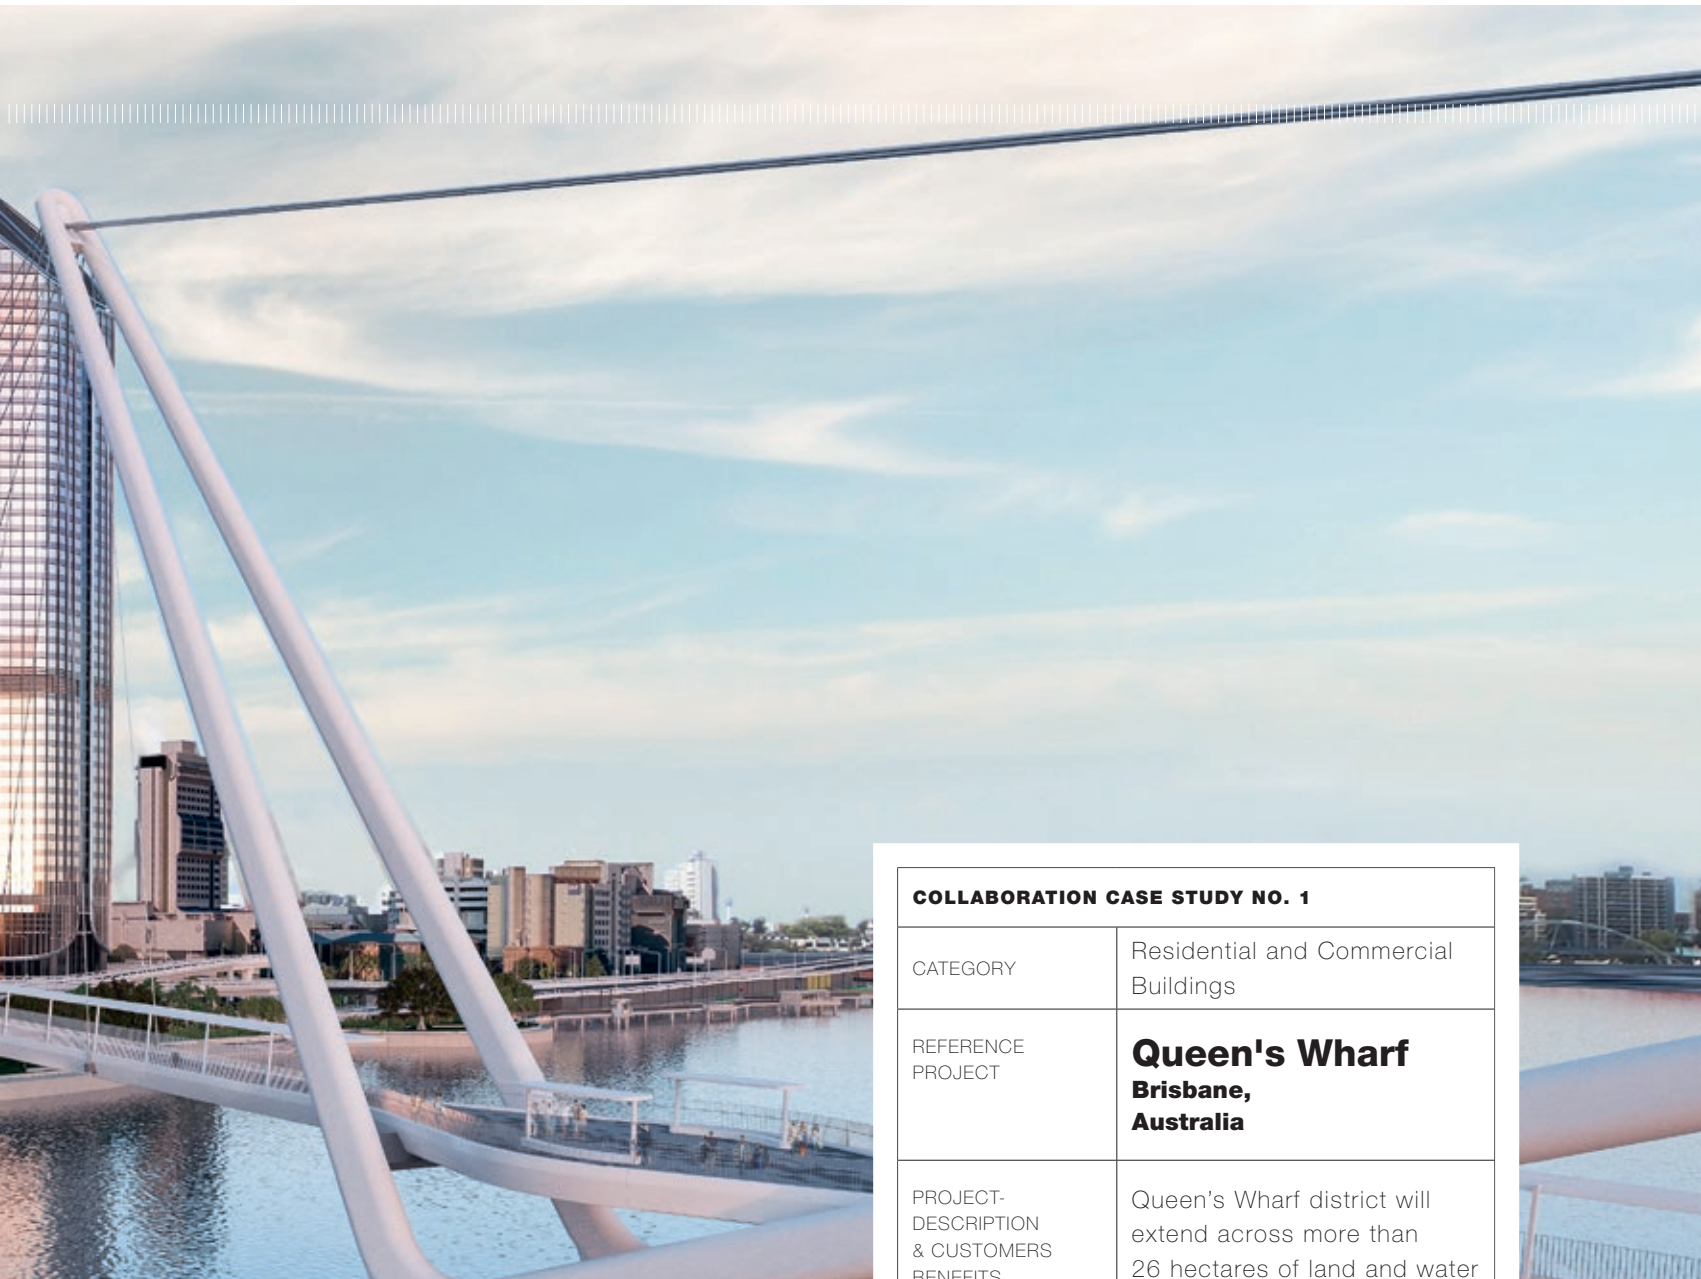 COLLABORATION CASE STUDY NO. 1
CATEGORY
Residential and Commercial
Buildings
REFERENCE
PROJECT
Queen's Wharf
Brisbane,
Australia
PROJECT-
DESCRIPTION
& CUSTOMERS
BENEFITS
Queen’s Wharf district will
extend across more than
26 hectares of land and water